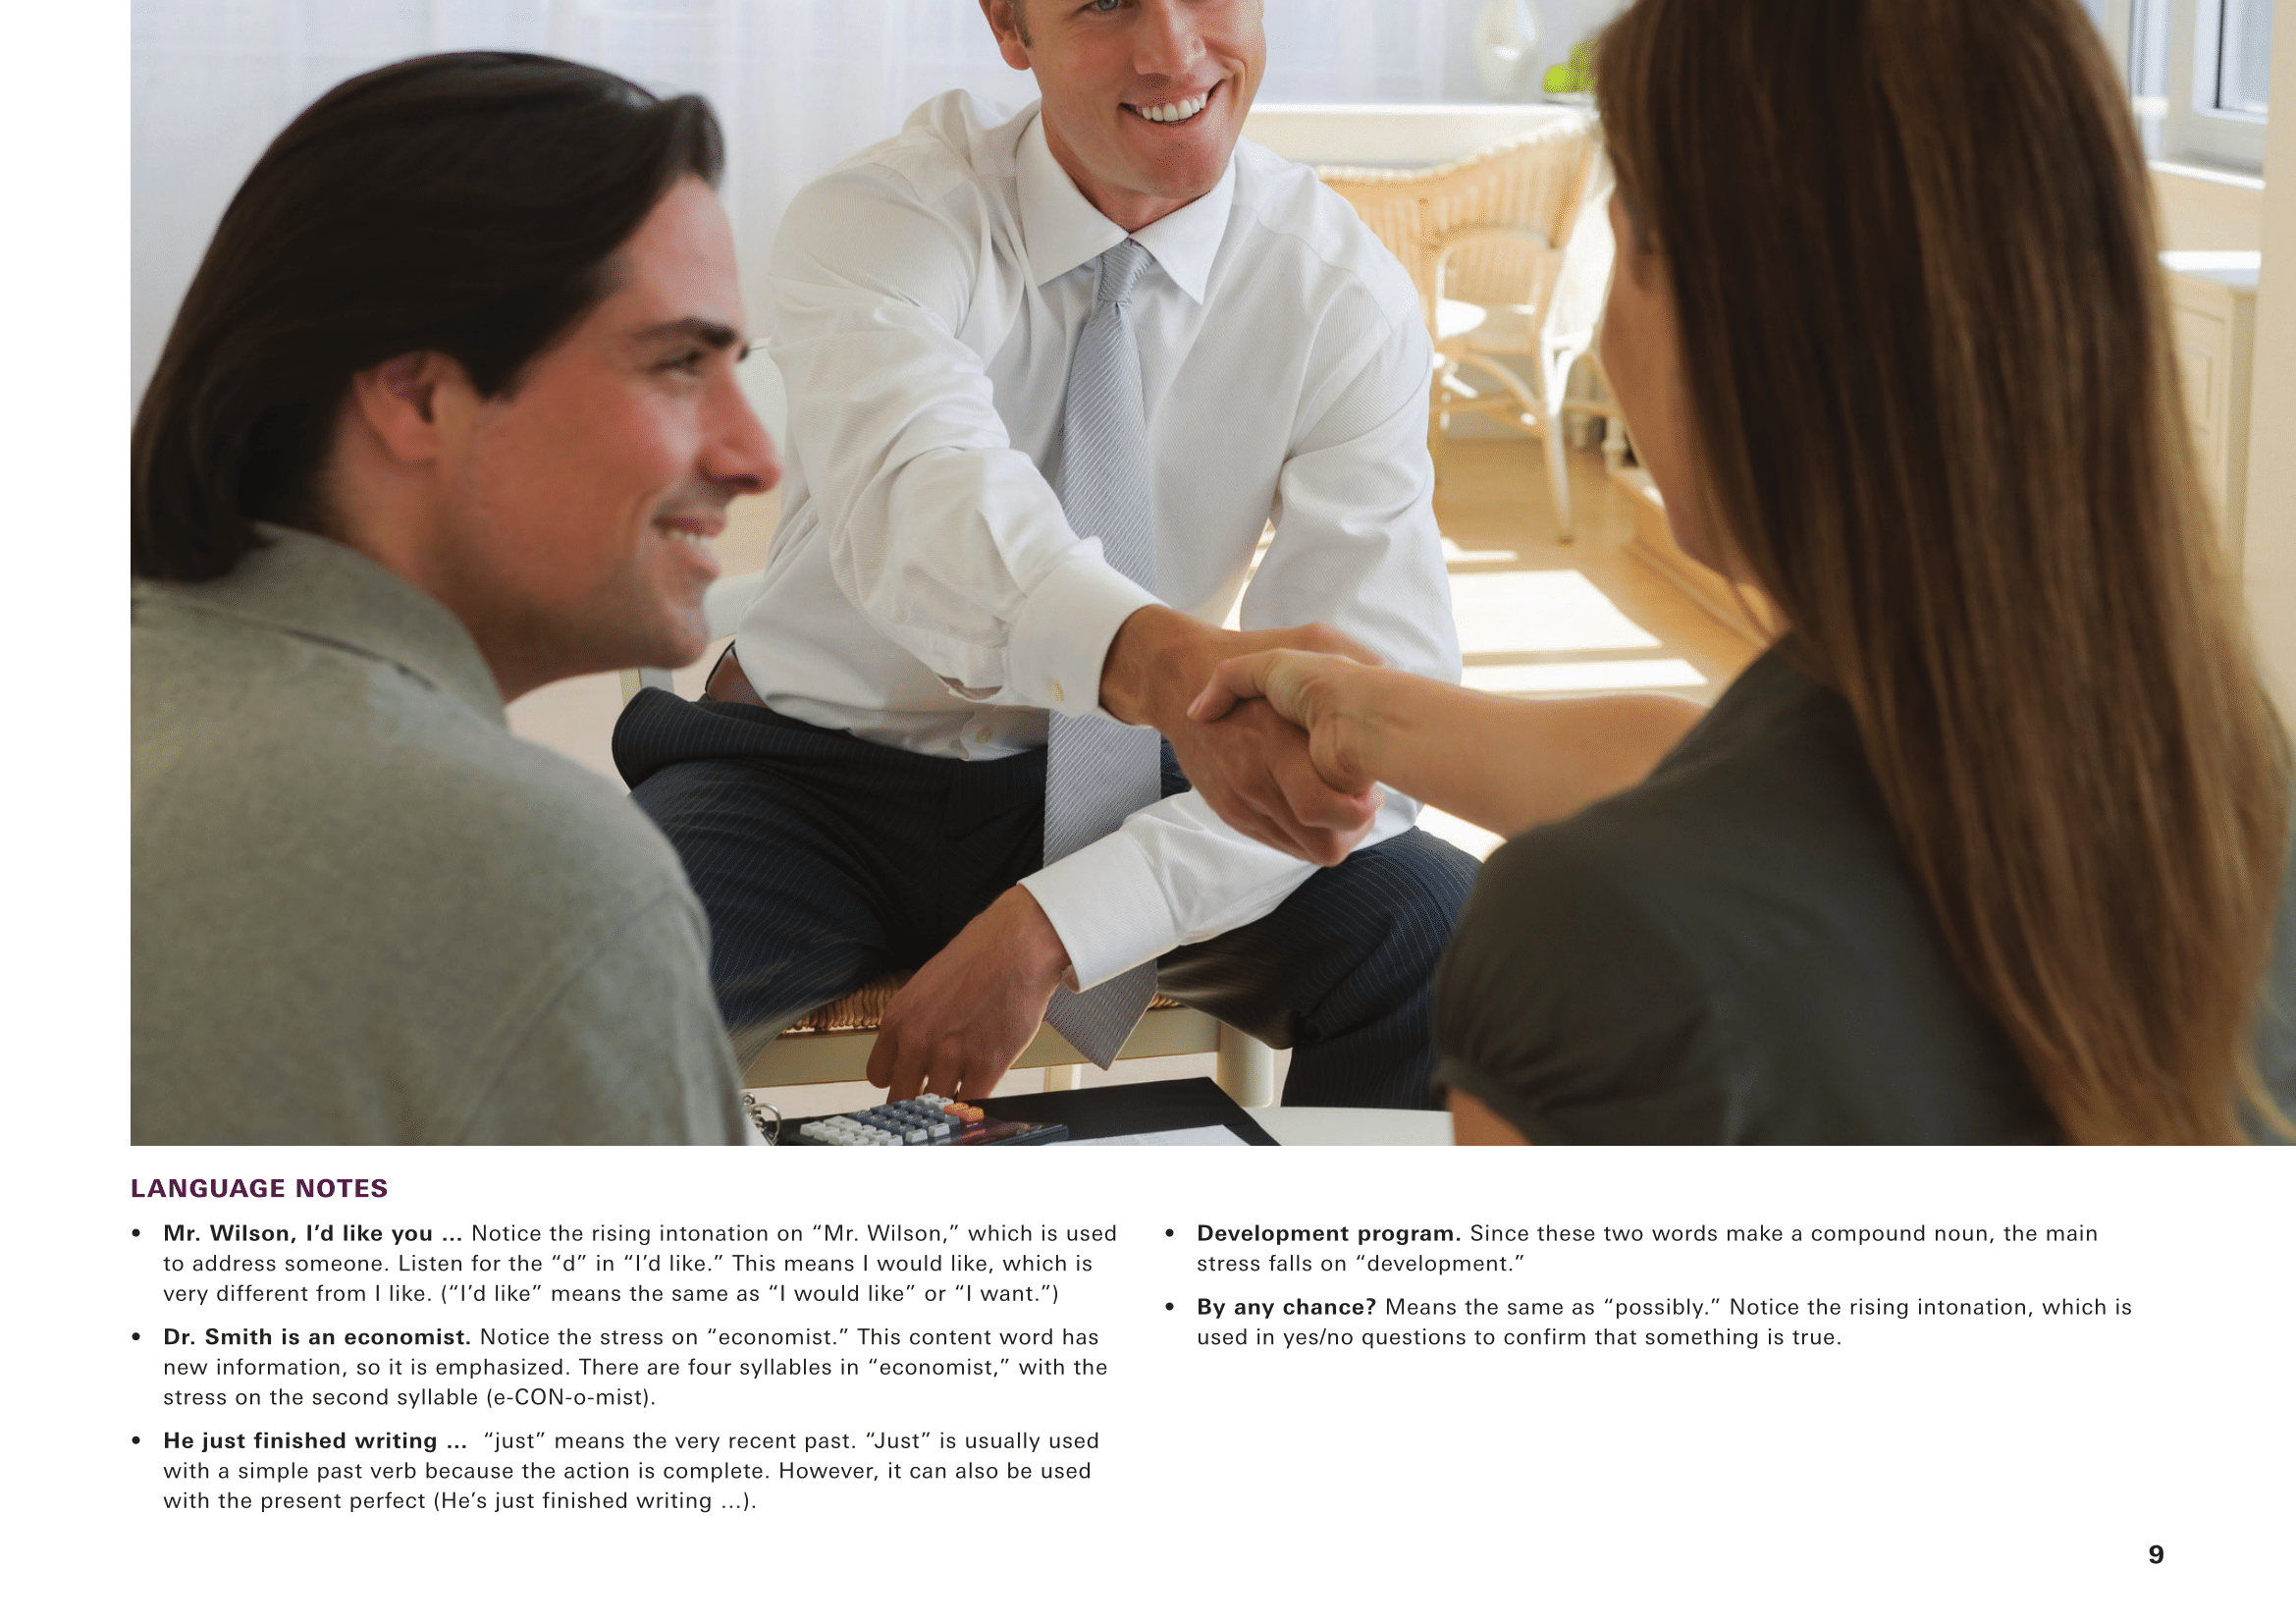 LANGUAGE NOTES
• Mr. Wilson, I’d like you ... Notice the rising intonation on “Mr. Wilson,” which is used
to address someone. Listen for the “d” in “I’d like.” This means I would like, which is
very different from I like. (“I’d like” means the same as “I would like” or “I want.”)
• Dr. Smith is an economist. Notice the stress on “economist.” This content word has
new information, so it is emphasized. There are four syllables in “economist,” with the
stress on the second syllable (e-CON-o-mist).
• He just finished writing ... “just” means the very recent past. “Just” is usually used
with a simple past verb because the action is complete. However, it can also be used
with the present perfect (He’s just finished writing ...).
• Development program. Since these two words make a compound noun, the main
stress falls on “development.”
• By any chance? Means the same as “possibly.” Notice the rising intonation, which is
used in yes/no questions to confirm that something is true.
9